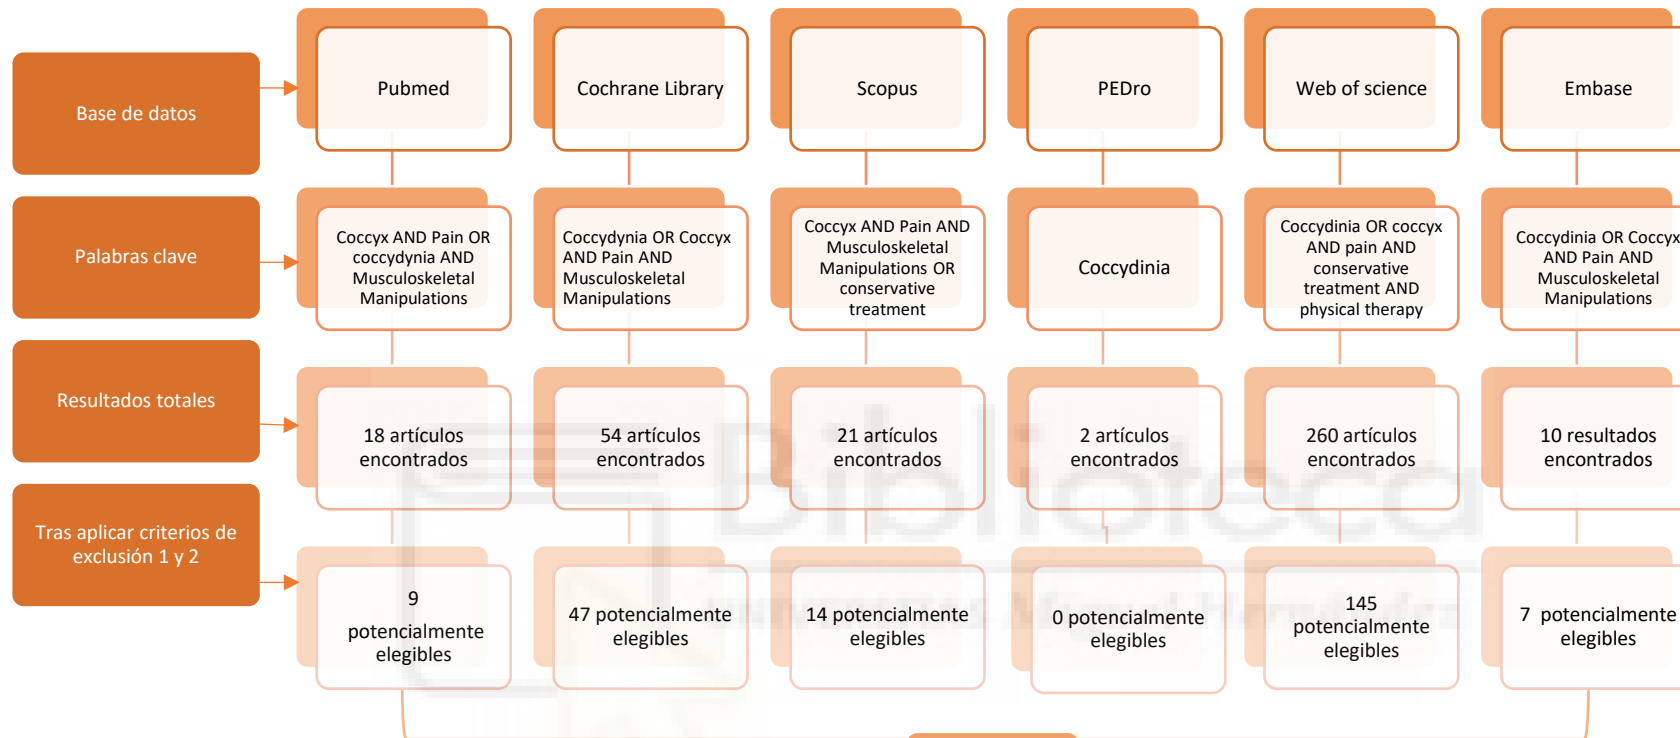 Base de datos
Pubmed
Cochrane Library
Scopus
PEDro
Web of science
Embase
Palabras clave
Coccyx AND Pain OR
coccydynia AND
Musculoskeletal
Manipulations
Coccydynia OR Coccyx
AND Pain AND
Musculoskeletal
Manipulations
Coccyx AND Pain AND
Musculoskeletal
Manipulations OR
conservative
treatment
Coccydinia
Coccydinia OR coccyx
AND pain AND
conservative
treatment AND
physical therapy
Coccydinia OR Coccyx
AND Pain AND
Musculoskeletal
Manipulations
Resultados totales
18 artículos
encontrados
54 artículos
encontrados
21 artículos
encontrados
2 artículos
encontrados
260 artículos
encontrados
10 resultados
encontrados
Tras aplicar criterios de
exclusión 1 y 2
9
potencialmente
elegibles
47 potencialmente
elegibles
14 potencialmente
elegibles
0 potencialmente
elegibles
145
potencialmente
elegibles
7 potencialmente
elegibles
Biblioteca
UNIVERSITAS Miguel Hernández